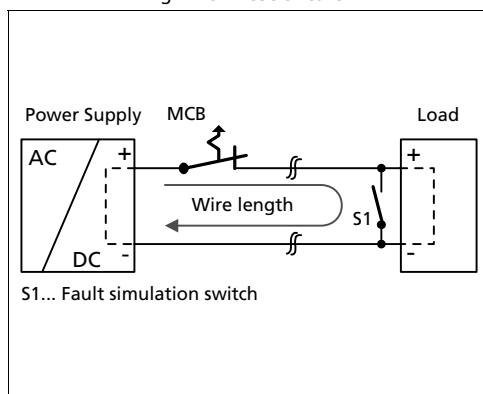 Power Supply
MCB
Load
AC
+
+
Wire length
S1
DC
-
-
S1... Fault simulation switch